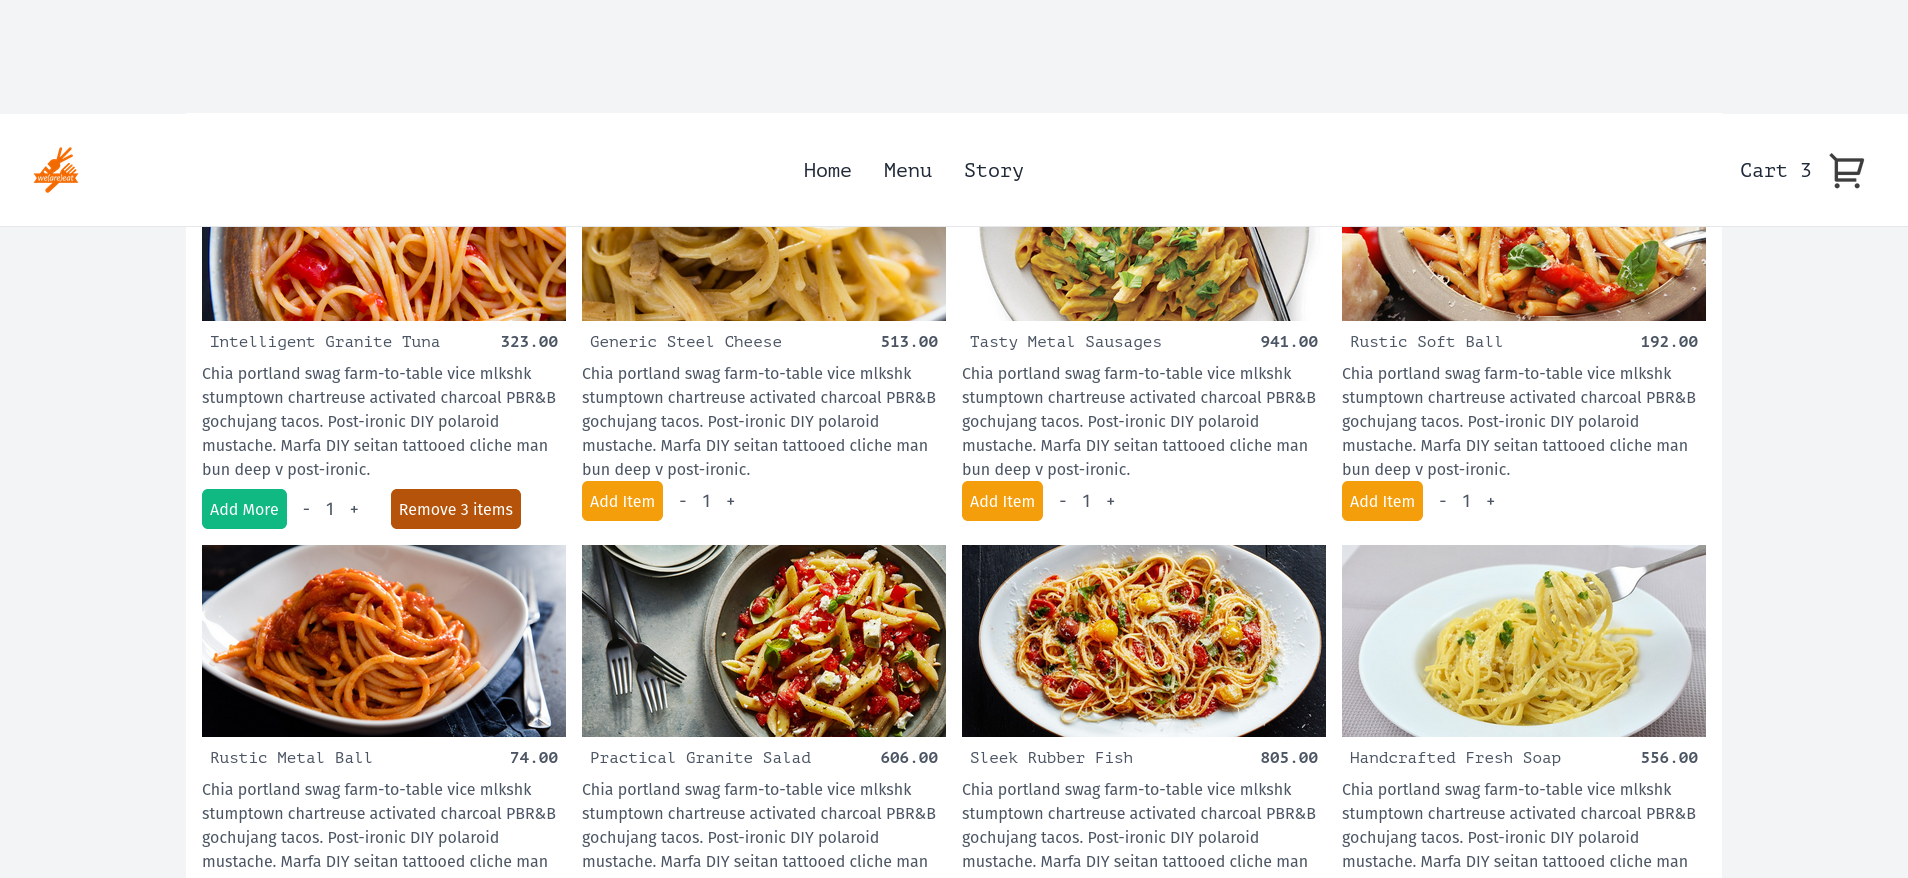 we(are)eat
Home Menu Story
Cart 3
Intelligent Granite Tuna 323.00
Chia portland swag farm-to-table vice mlkshk
stumptown chartreuse activated charcoal PBR&B
gochujang tacos. Post-ironic DIY polaroid
mustache. Marfa DIY seitan tattooed cliche man
bun deep v post-ironic.
Add More - 1 + Remove 3 items
Generic Steel Cheese 513.00
Chia portland swag farm-to-table vice mlkshk
stumptown chartreuse activated charcoal PBR&B
gochujang tacos. Post-ironic DIY polaroid
mustache. Marfa DIY seitan tattooed cliche man
bun deep v post-ironic.
Add Item - 1 +
Tasty Metal Sausages 941.00
Chia portland swag farm-to-table vice mlkshk
stumptown chartreuse activated charcoal PBR&B
gochujang tacos. Post-ironic DIY polaroid
mustache. Marfa DIY seitan tattooed cliche man
bun deep v post-ironic.
Add Item - 1 +
Rustic Soft Ball 192.00
Chia portland swag farm-to-table vice mlkshk
stumptown chartreuse activated charcoal PBR&B
gochujang tacos. Post-ironic DIY polaroid
mustache. Marfa DIY seitan tattooed cliche man
bun deep v post-ironic.
Add Item - 1 +
Rustic Metal Ball 74.00
Chia portland swag farm-to-table vice mlkshk
stumptown chartreuse activated charcoal PBR&B
gochujang tacos. Post-ironic DIY polaroid
mustache. Marfa DIY seitan tattooed cliche man
Practical Granite Salad 606.00
Chia portland swag farm-to-table vice mlkshk
stumptown chartreuse activated charcoal PBR&B
gochujang tacos. Post-ironic DIY polaroid
mustache. Marfa DIY seitan tattooed cliche man
Sleek Rubber Fish 805.00
Chia portland swag farm-to-table vice mlkshk
stumptown chartreuse activated charcoal PBR&B
gochujang tacos. Post-ironic DIY polaroid
mustache. Marfa DIY seitan tattooed cliche man
Handcrafted Fresh Soap 556.00
Chia portland swag farm-to-table vice mlkshk
stumptown chartreuse activated charcoal PBR&B
gochujang tacos. Post-ironic DIY polaroid
mustache. Marfa DIY seitan tattooed cliche man